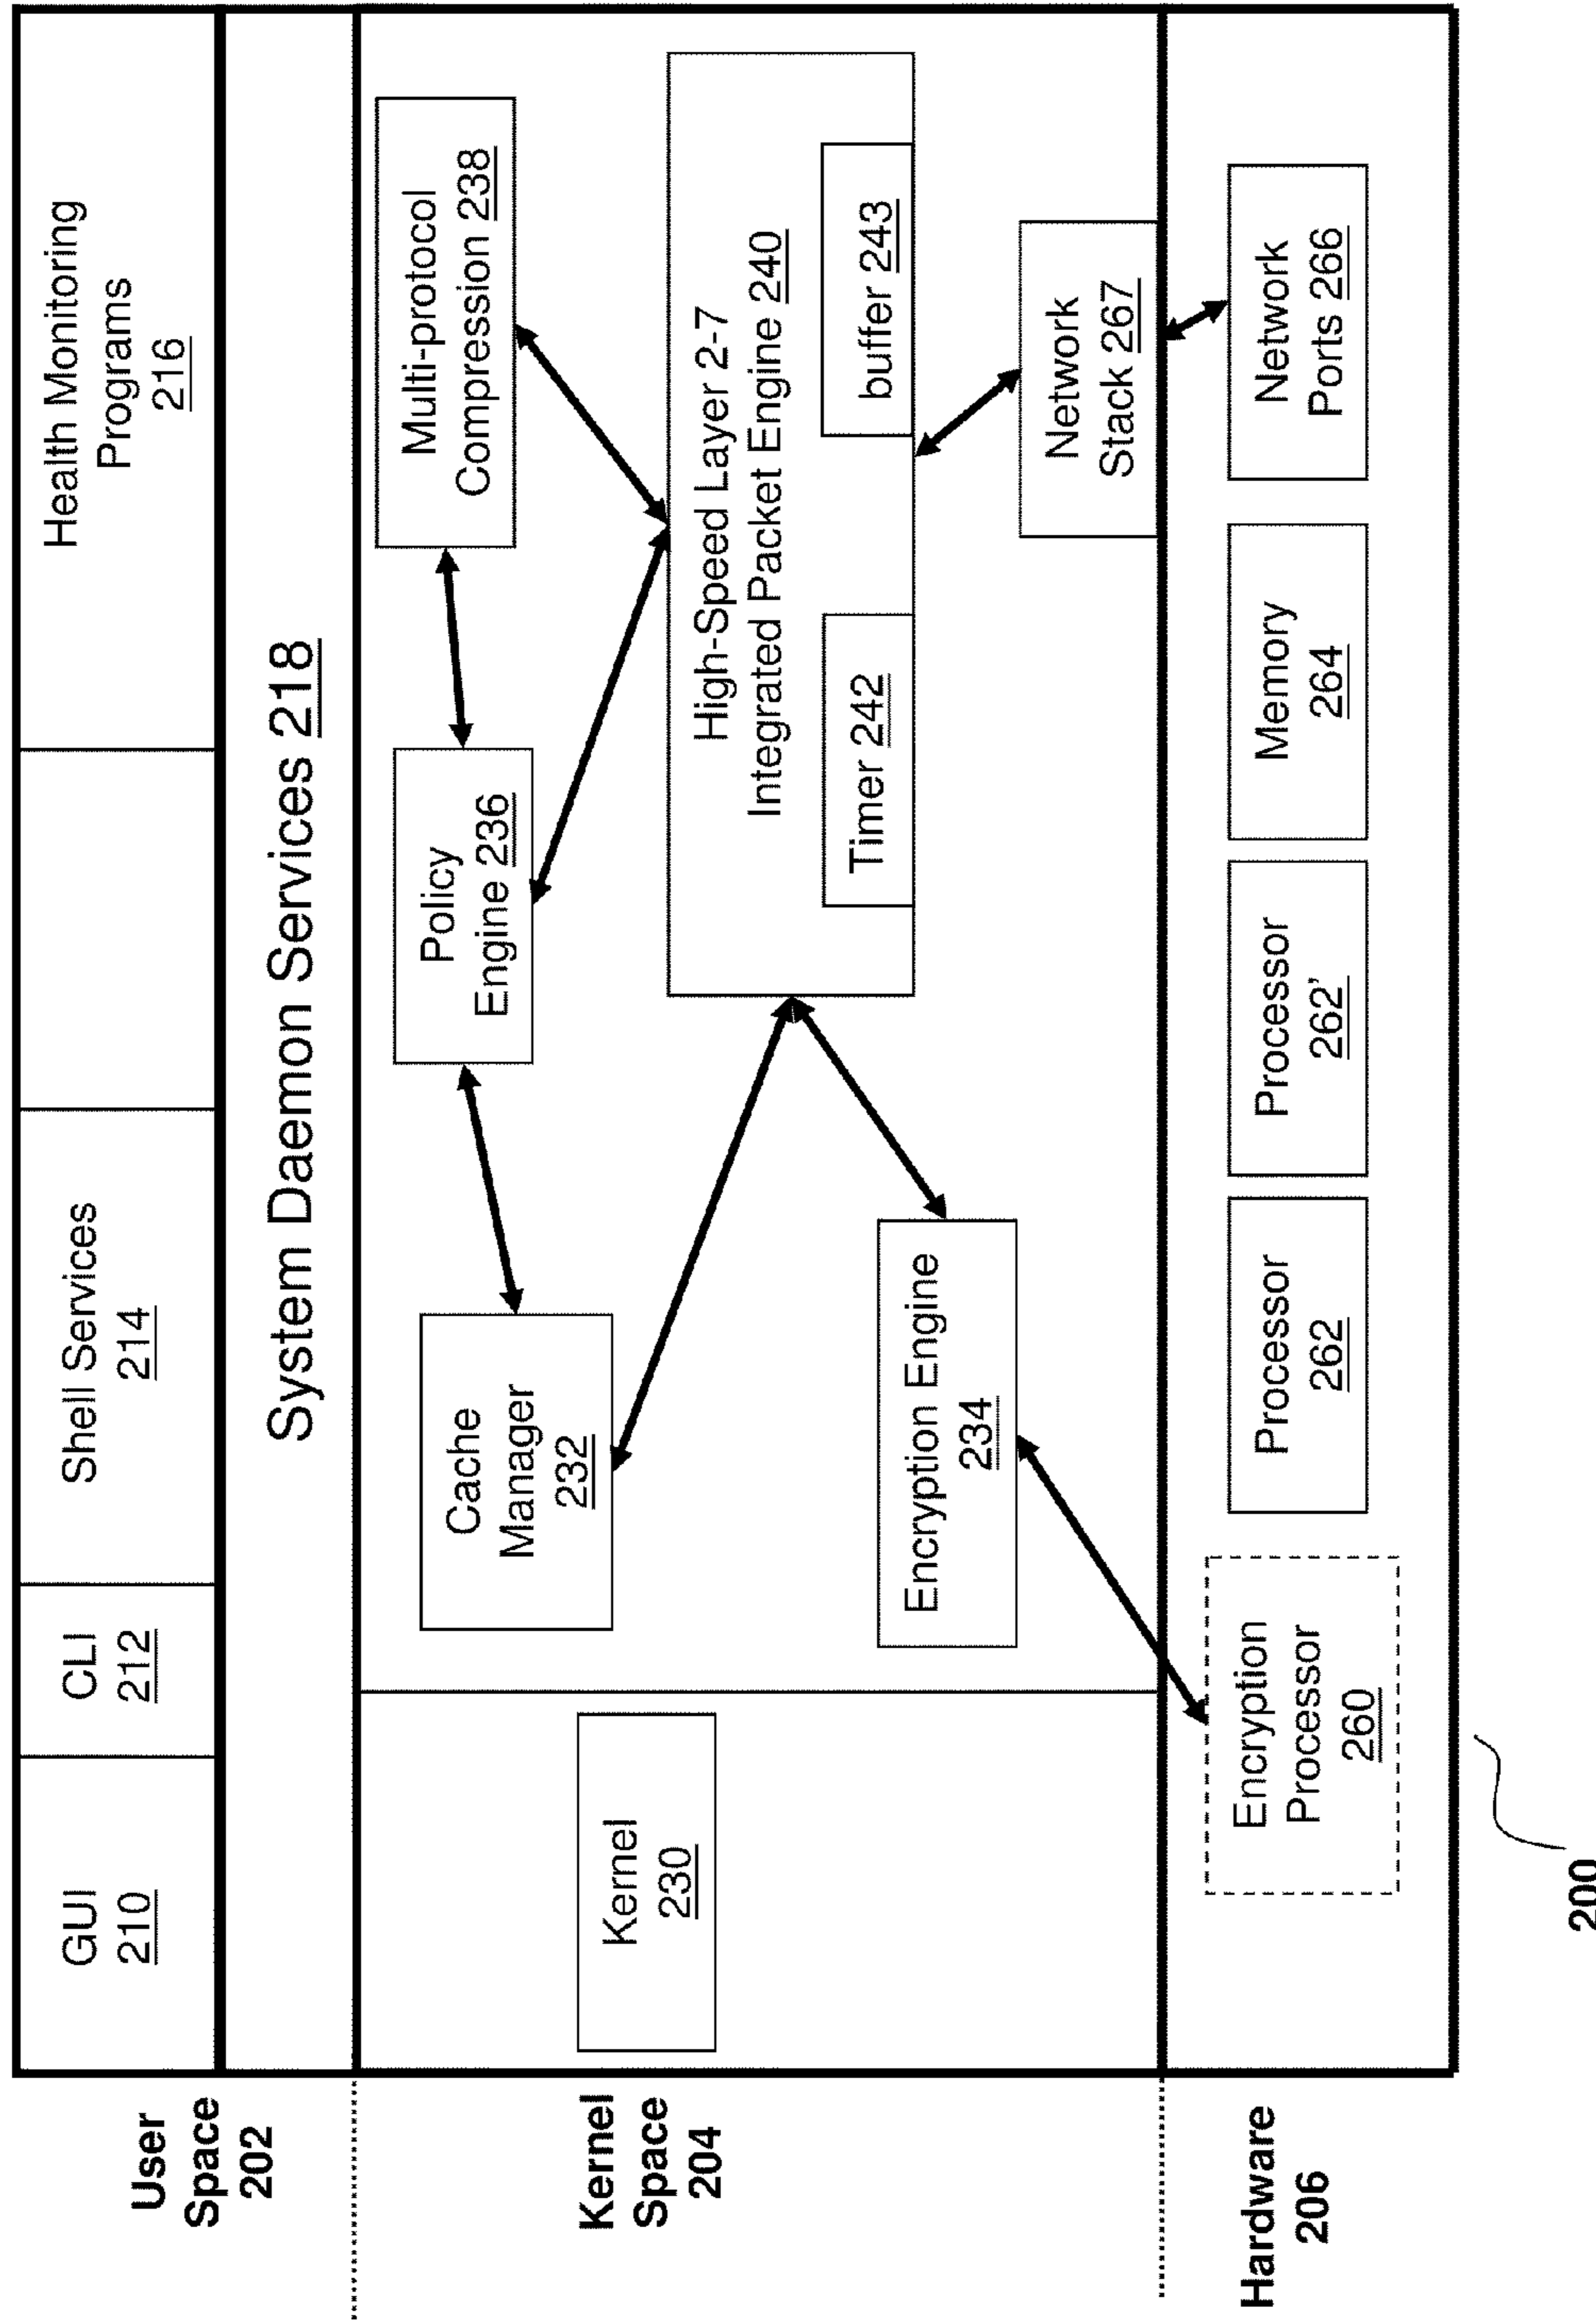 User
Space
202
GUI
210
CLI
212
Shell Services
214
Health Monitoring
Programs
216
System Daemon Services 218
Kernel
Space
204
Kernel
230
Cache
Manager
232
Policy
Engine 236
Multi-protocol
Compression 238
High-Speed Layer 2-7
Integrated Packet Engine 240
Timer 242
buffer 243
Encryption Engine
234
Network
Stack 267
Hardware
206
Encryption
Processor
260
Processor
262
Processor
262’
Memory
264
Network
Ports 266
200